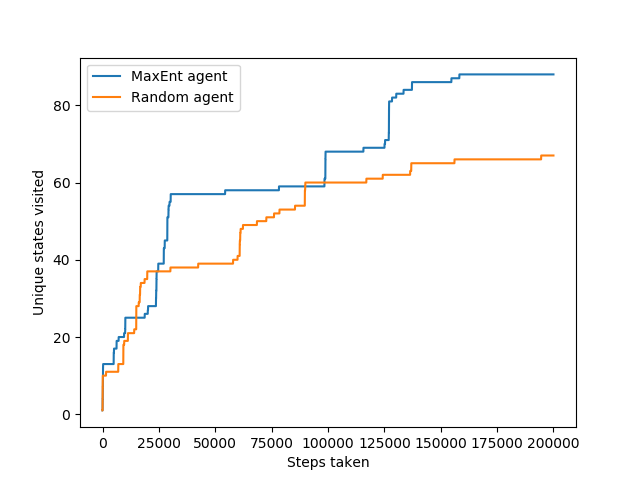 MaxEnt agent
Random agent
Unique states visited
80
60
40
20
0
0 25000 50000 75000 100000 125000 150000 175000 200000
Steps taken